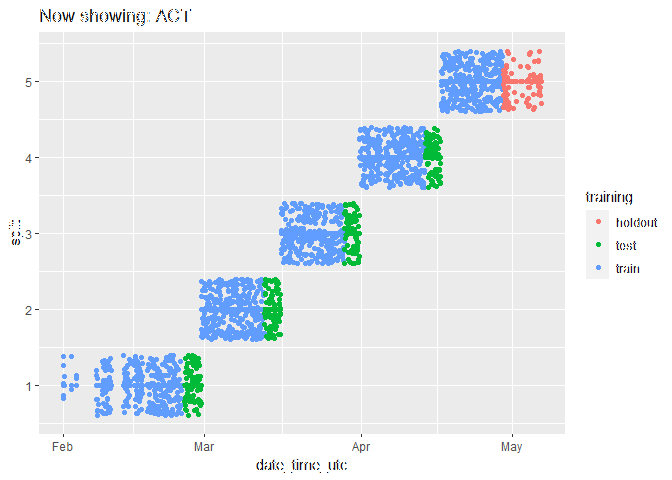 Now showing: ACT
5
4
3
2
1
split
Feb
Mar
Apr
May
date_time_utc
training
holdout
test
train